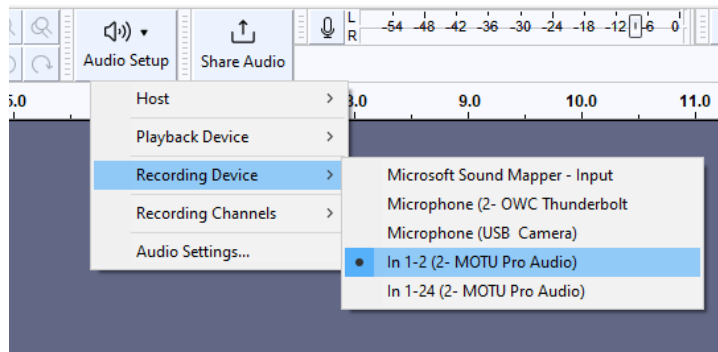 L
R
-54 -48 -42 -36 -30 -24 -18 -12 -6 0
Audio Setup
Share Audio
8.0 9.0 10.0 11.0
Host
Playback Device
Recording Device
Recording Channels
Audio Settings...
Microsoft Sound Mapper - Input
Microphone (2- OWC Thunderbolt
Microphone (USB  Camera)
In 1-2 (2- MOTU Pro Audio)
In 1-24 (2- MOTU Pro Audio)